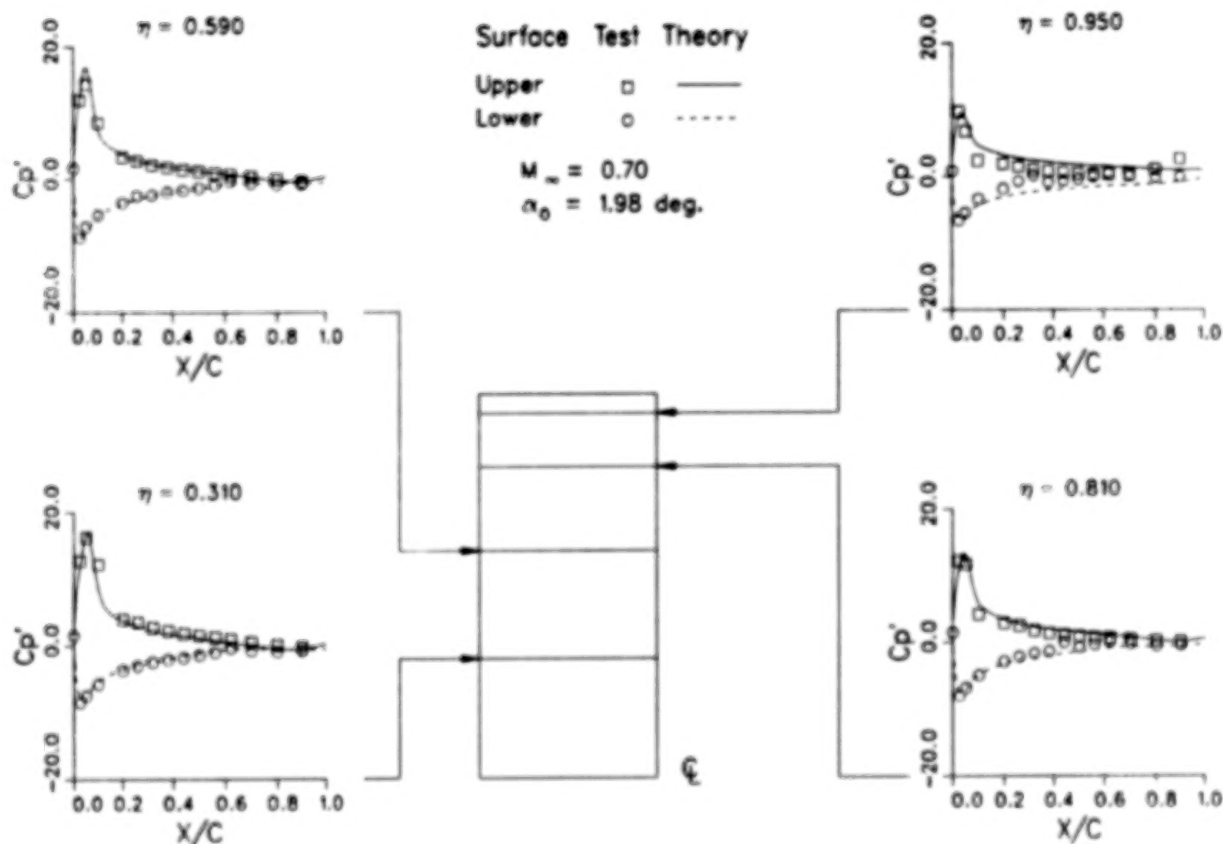 η = 0.590
20.0
0.0
-20.0
Cp'
0.0 0.2 0.4 0.6 0.8 1.0
X/C
Surface Test Theory
Upper
Lower
M∞ = 0.70
α₀ = 1.98 deg.
η = 0.950
20.0
0.0
-20.0
Cp'
0.0 0.2 0.4 0.6 0.8 1.0
X/C
η = 0.310
20.0
0.0
-20.0
Cp'
0.0 0.2 0.4 0.6 0.8 1.0
X/C
℄
η = 0.810
20.0
0.0
-20.0
Cp'
0.0 0.2 0.4 0.6 0.8 1.0
X/C